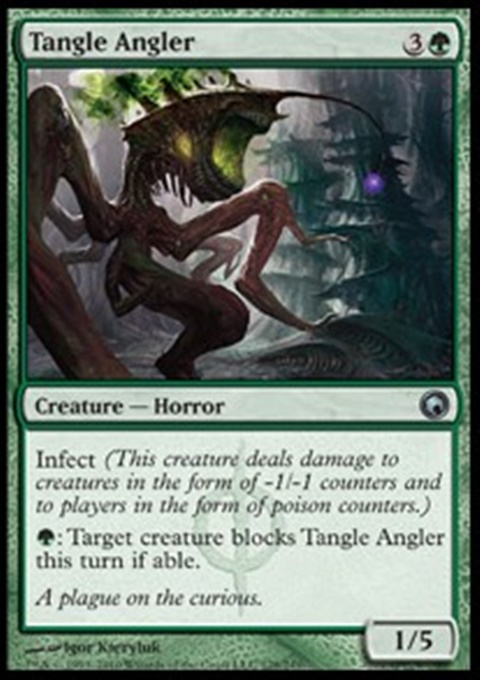 Tangle Angler 3
Creature — Horror
Infect (This creature deals damage to
creatures in the form of -1/-1 counters and
to players in the form of poison counters.)
: Target creature blocks Tangle Angler
this turn if able.
A plague on the curious.
Igor Kieryluk
1/5